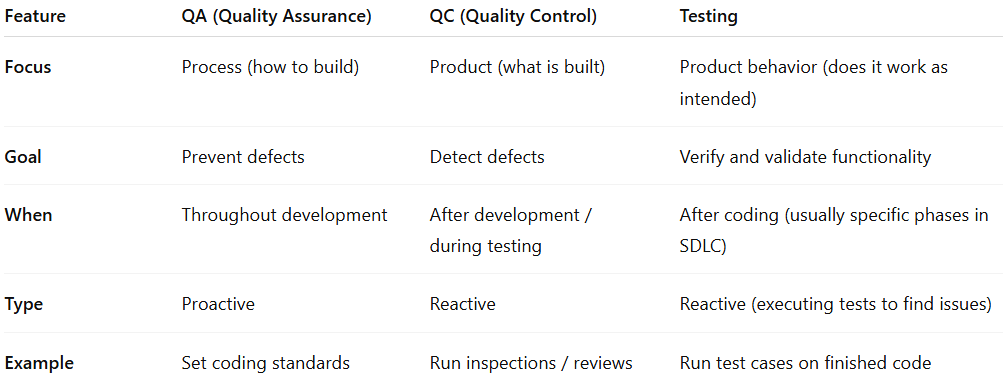 Feature QA (Quality Assurance) QC (Quality Control) Testing
Focus Process (how to build) Product (what is built) Product behavior (does it work as
intended)
Goal Prevent defects Detect defects Verify and validate functionality
When Throughout development After development / After coding (usually specific phases in
during testing SDLC)
Type Proactive Reactive Reactive (executing tests to find issues)
Example Set coding standards Run inspections / reviews Run test cases on finished code